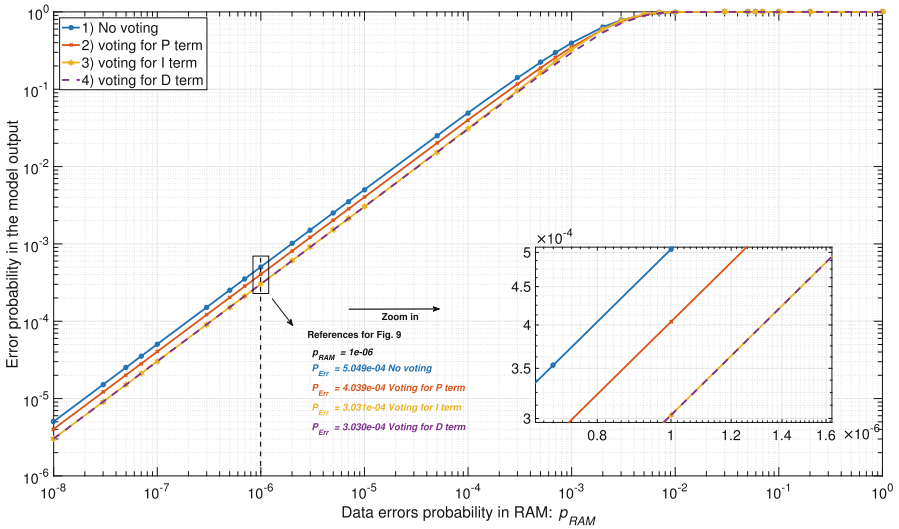 1) No voting
2) voting for P term
3) voting for I term
4) voting for D term
Error probability in the model output
10^0
10^-1
10^-2
10^-3
10^-4
10^-5
10^-6
Zoom in
References for Fig. 9
p_RAM = 1e-06
P_Err = 5.049e-04 No voting
P_Err = 4.039e-04 Voting for P term
P_Err = 3.031e-04 Voting for I term
P_Err = 3.030e-04 Voting for D term
×10^-4
5
4.5
4
3.5
3
0.8 1 1.2 1.4 1.6 ×10^-6
10^-8 10^-7 10^-6 10^-5 10^-4 10^-3 10^-2 10^-1 10^0
Data errors probability in RAM: p_RAM